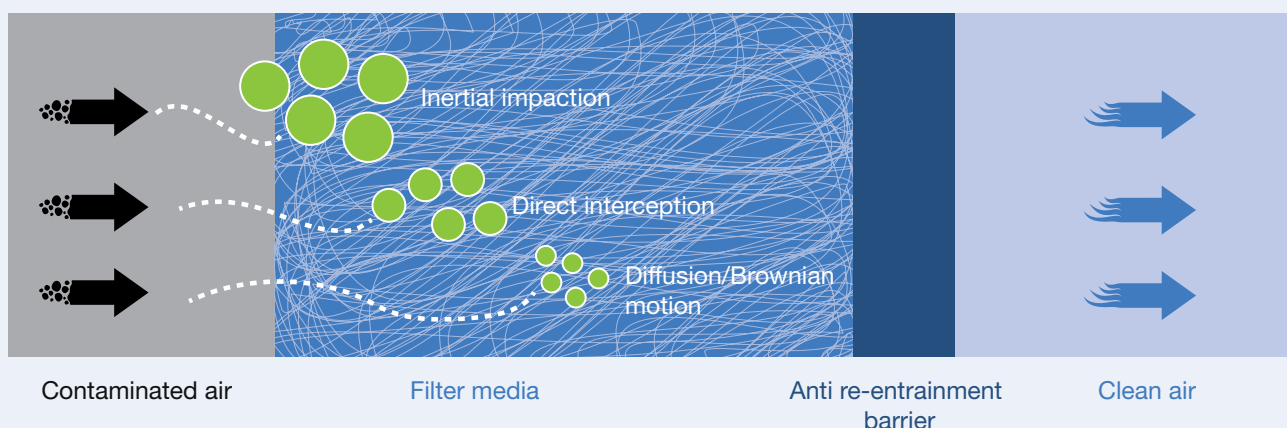 Inertial impaction
Direct interception
Diffusion/Brownian
motion
Contaminated air
Filter media
Anti re-entrainment
barrier
Clean air